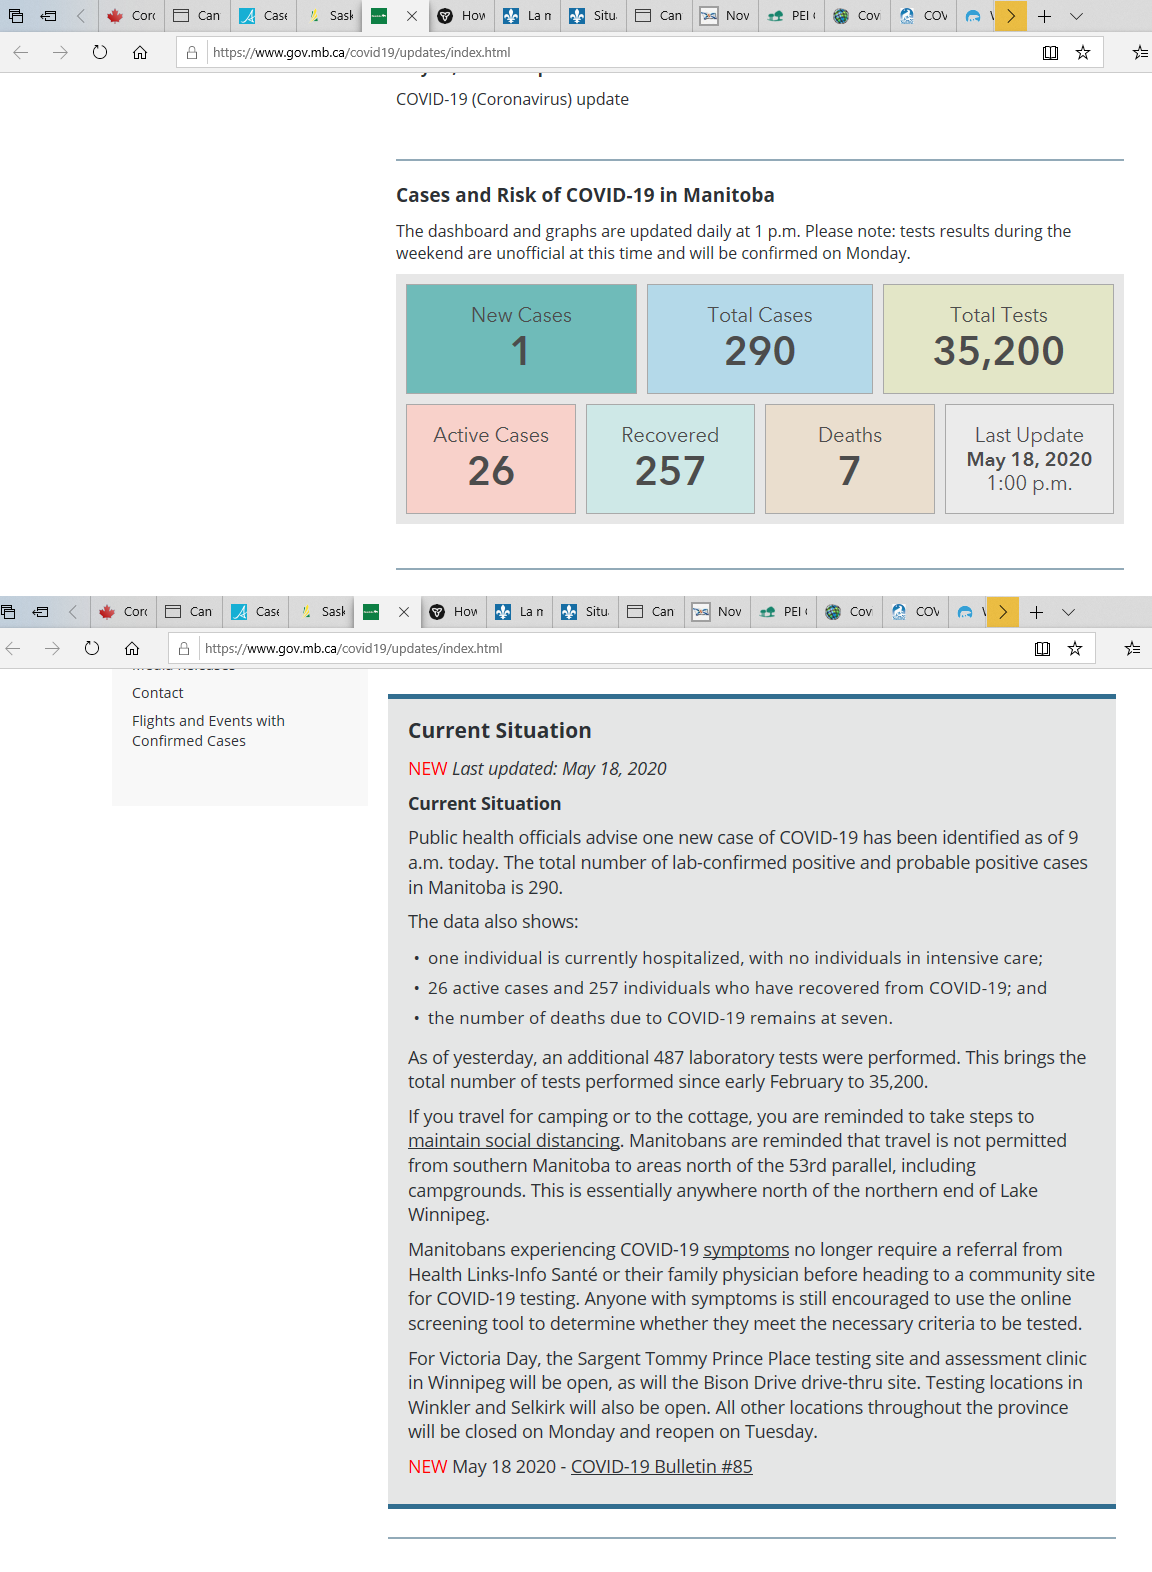 Corc
Can
Case
Sask
How
La n
Situ
Can
Nov
PEI
Cov
COV
https://www.gov.mb.ca/covid19/updates/index.html
COVID-19 (Coronavirus) update
Cases and Risk of COVID-19 in Manitoba
The dashboard and graphs are updated daily at 1 p.m. Please note: tests results during the
weekend are unofficial at this time and will be confirmed on Monday.
New Cases
1
Total Cases
290
Total Tests
35,200
Active Cases
26
Recovered
257
Deaths
7
Last Update
May 18, 2020
1:00 p.m.
Corc
Can
Case
Sask
How
La n
Situ
Can
Nov
PEI
Cov
COV
https://www.gov.mb.ca/covid19/updates/index.html
Media Releases
Contact
Flights and Events with
Confirmed Cases
Current Situation
NEW Last updated: May 18, 2020
Current Situation
Public health officials advise one new case of COVID-19 has been identified as of 9
a.m. today. The total number of lab-confirmed positive and probable positive cases
in Manitoba is 290.
The data also shows:
• one individual is currently hospitalized, with no individuals in intensive care;
• 26 active cases and 257 individuals who have recovered from COVID-19; and
• the number of deaths due to COVID-19 remains at seven.
As of yesterday, an additional 487 laboratory tests were performed. This brings the
total number of tests performed since early February to 35,200.
If you travel for camping or to the cottage, you are reminded to take steps to
maintain social distancing. Manitobans are reminded that travel is not permitted
from southern Manitoba to areas north of the 53rd parallel, including
campgrounds. This is essentially anywhere north of the northern end of Lake
Winnipeg.
Manitobans experiencing COVID-19 symptoms no longer require a referral from
Health Links-Info Santé or their family physician before heading to a community site
for COVID-19 testing. Anyone with symptoms is still encouraged to use the online
screening tool to determine whether they meet the necessary criteria to be tested.
For Victoria Day, the Sargent Tommy Prince Place testing site and assessment clinic
in Winnipeg will be open, as will the Bison Drive drive-thru site. Testing locations in
Winkler and Selkirk will also be open. All other locations throughout the province
will be closed on Monday and reopen on Tuesday.
NEW May 18 2020 - COVID-19 Bulletin #85